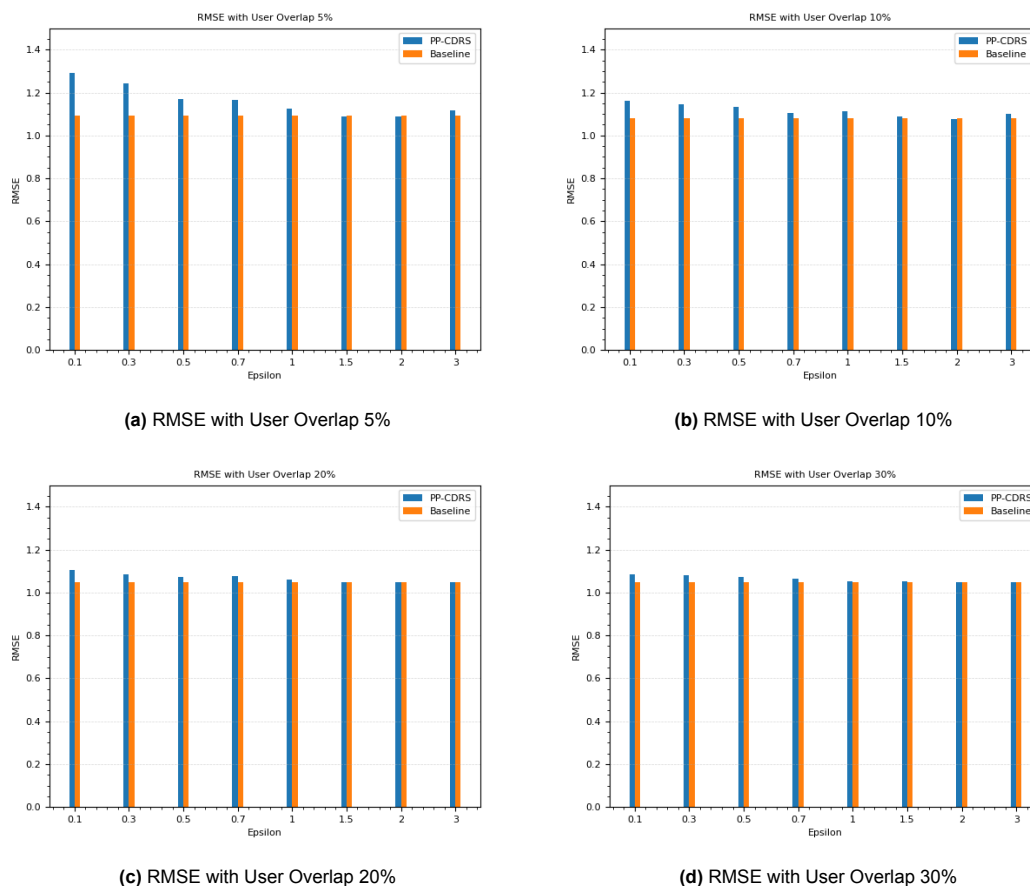 RMSE with User Overlap 5%
PP-CDRS
Baseline
1.4
1.2
1.0
0.8
0.6
0.4
0.2
0.0
RMSE
0.1 0.3 0.5 0.7 1 1.5 2 3
Epsilon
(a) RMSE with User Overlap 5%
RMSE with User Overlap 10%
PP-CDRS
Baseline
1.4
1.2
1.0
0.8
0.6
0.4
0.2
0.0
RMSE
0.1 0.3 0.5 0.7 1 1.5 2 3
Epsilon
(b) RMSE with User Overlap 10%
RMSE with User Overlap 20%
PP-CDRS
Baseline
1.4
1.2
1.0
0.8
0.6
0.4
0.2
0.0
RMSE
0.1 0.3 0.5 0.7 1 1.5 2 3
Epsilon
(c) RMSE with User Overlap 20%
RMSE with User Overlap 30%
PP-CDRS
Baseline
1.4
1.2
1.0
0.8
0.6
0.4
0.2
0.0
RMSE
0.1 0.3 0.5 0.7 1 1.5 2 3
Epsilon
(d) RMSE with User Overlap 30%